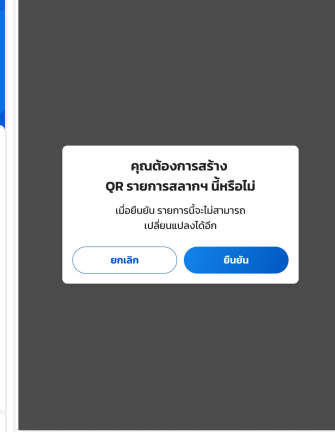 คุณต้องการสร้าง
QR รายการสลากฯ นี้หรือไม่
เมื่อยืนยัน รายการนี้จะไม่สามารถ
เปลี่ยนแปลงได้อีก
ยกเลิก
ยืนยัน